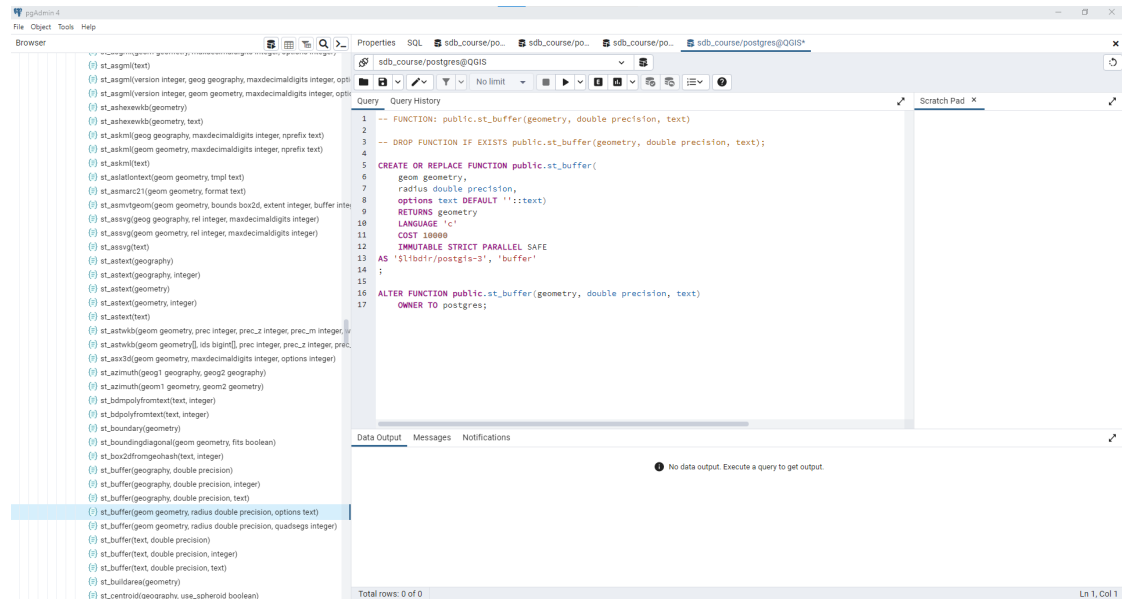 pgAdmin 4
File Object Tools Help
Browser
Properties SQL sdb_course/po... sdb_course/po... sdb_course/po... sdb_course/postgres@QGIS*
sdb_course/postgres@QGIS
No limit
Query Query History
Scratch Pad
1 -- FUNCTION: public.st_buffer(geometry, double precision, text)
2
3 -- DROP FUNCTION IF EXISTS public.st_buffer(geometry, double precision, text);
4
5 CREATE OR REPLACE FUNCTION public.st_buffer(
6 geom geometry,
7 radius double precision,
8 options text DEFAULT ''::text)
9 RETURNS geometry
10 LANGUAGE 'c'
11 COST 10000
12 IMMUTABLE STRICT PARALLEL SAFE
13 AS '$libdir/postgis-3', 'buffer'
14 ;
15
16 ALTER FUNCTION public.st_buffer(geometry, double precision, text)
17 OWNER TO postgres;
st_asgml(text)
st_asgml(version integer, geog geography, maxdecimaldigits integer, opti
st_asgml(version integer, geom geometry, maxdecimaldigits integer, optic
st_ashexewkb(geometry)
st_ashexewkb(geometry, text)
st_askml(geog geography, maxdecimaldigits integer, nprefix text)
st_askml(geom geometry, maxdecimaldigits integer, nprefix text)
st_askml(text)
st_aslatlontext(geom geometry, tmpl text)
st_asmarc21(geom geometry, format text)
st_asmvtgeom(geom geometry, bounds box2d, extent integer, buffer inte
st_assvg(geog geography, rel integer, maxdecimaldigits integer)
st_assvg(geom geometry, rel integer, maxdecimaldigits integer)
st_assvg(text)
st_astext(geography)
st_astext(geography, integer)
st_astext(geometry)
st_astext(geometry, integer)
st_astext(text)
st_astwkb(geom geometry, prec integer, prec_z integer, prec_m integer, w
st_astwkb(geom geometry[], ids bigint[], prec integer, prec_z integer, prec_
st_asx3d(geom geometry, maxdecimaldigits integer, options integer)
st_azimuth(geog1 geography, geog2 geography)
st_azimuth(geom1 geometry, geom2 geometry)
st_bdmpolyfromtext(text, integer)
st_bdpolyfromtext(text, integer)
st_boundary(geometry)
st_boundingdiagonal(geom geometry, fits boolean)
st_box2dfromgeohash(text, integer)
st_buffer(geography, double precision)
st_buffer(geography, double precision, integer)
st_buffer(geography, double precision, text)
st_buffer(geom geometry, radius double precision, options text)
st_buffer(geom geometry, radius double precision, quadsegs integer)
st_buffer(text, double precision)
st_buffer(text, double precision, integer)
st_buffer(text, double precision, text)
st_buildarea(geometry)
st_centroid(geography, use_spheroid boolean)
Data Output Messages Notifications
No data output. Execute a query to get output.
Total rows: 0 of 0
Ln 1, Col 1